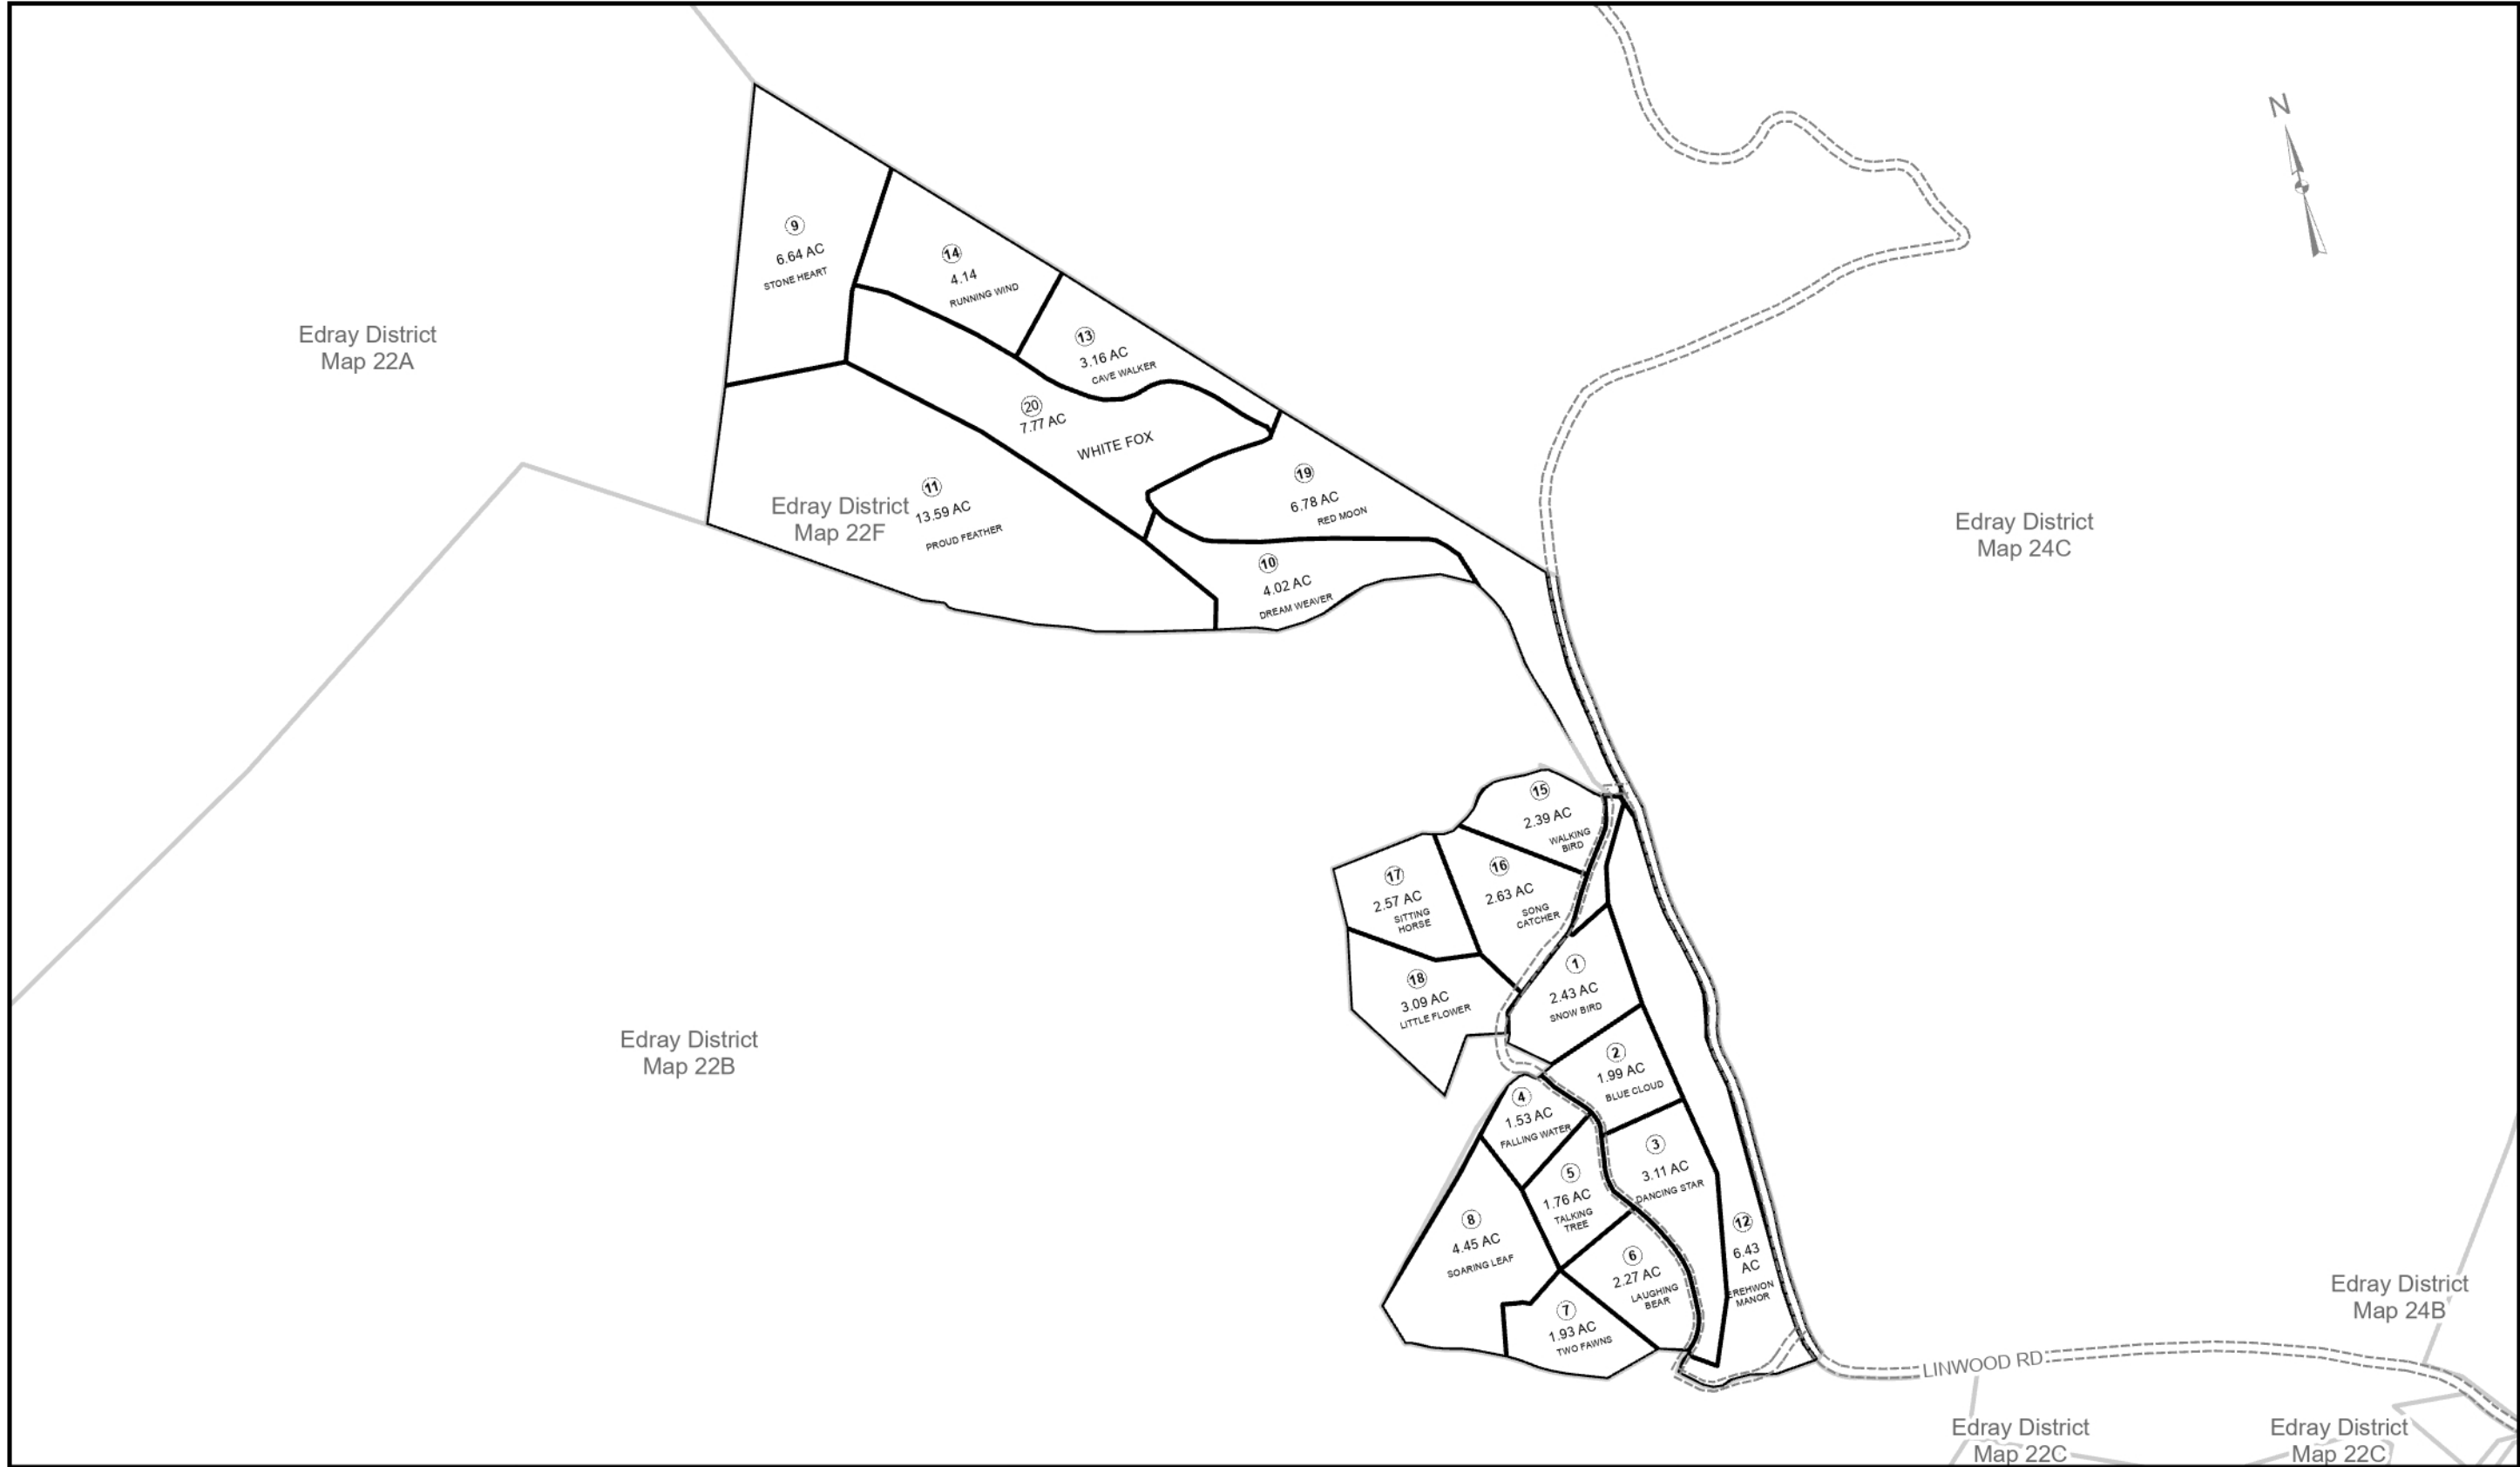 N
9
6.64 AC
STONE HEART
14
4.14
RUNNING WIND
13
3.16 AC
CAVE WALKER
Edray District
Map 22A
20
7.77 AC
WHITE FOX
19
6.78 AC
RED MOON
11
13.59 AC
PROUD FEATHER
Edray District
Map 22F
Edray District
Map 24C
10
4.02 AC
DREAM WEAVER
15
2.39 AC
WALKING
BIRD
16
2.63 AC
SONG
CATCHER
17
2.57 AC
SITTING
HORSE
18
3.09 AC
LITTLE FLOWER
1
2.43 AC
SNOW BIRD
Edray District
Map 22B
2
1.99 AC
BLUE CLOUD
4
1.53 AC
FALLING WATER
3
3.11 AC
DANCING STAR
5
1.76 AC
TALKING
TREE
8
4.45 AC
SOARING LEAF
12
6.43
AC
EREHWON
MANOR
6
2.27 AC
LAUGHING
BEAR
7
1.93 AC
TWO FAWNS
Edray District
Map 24B
LINWOOD RD
Edray District
Map 22C
Edray District
Map 22C